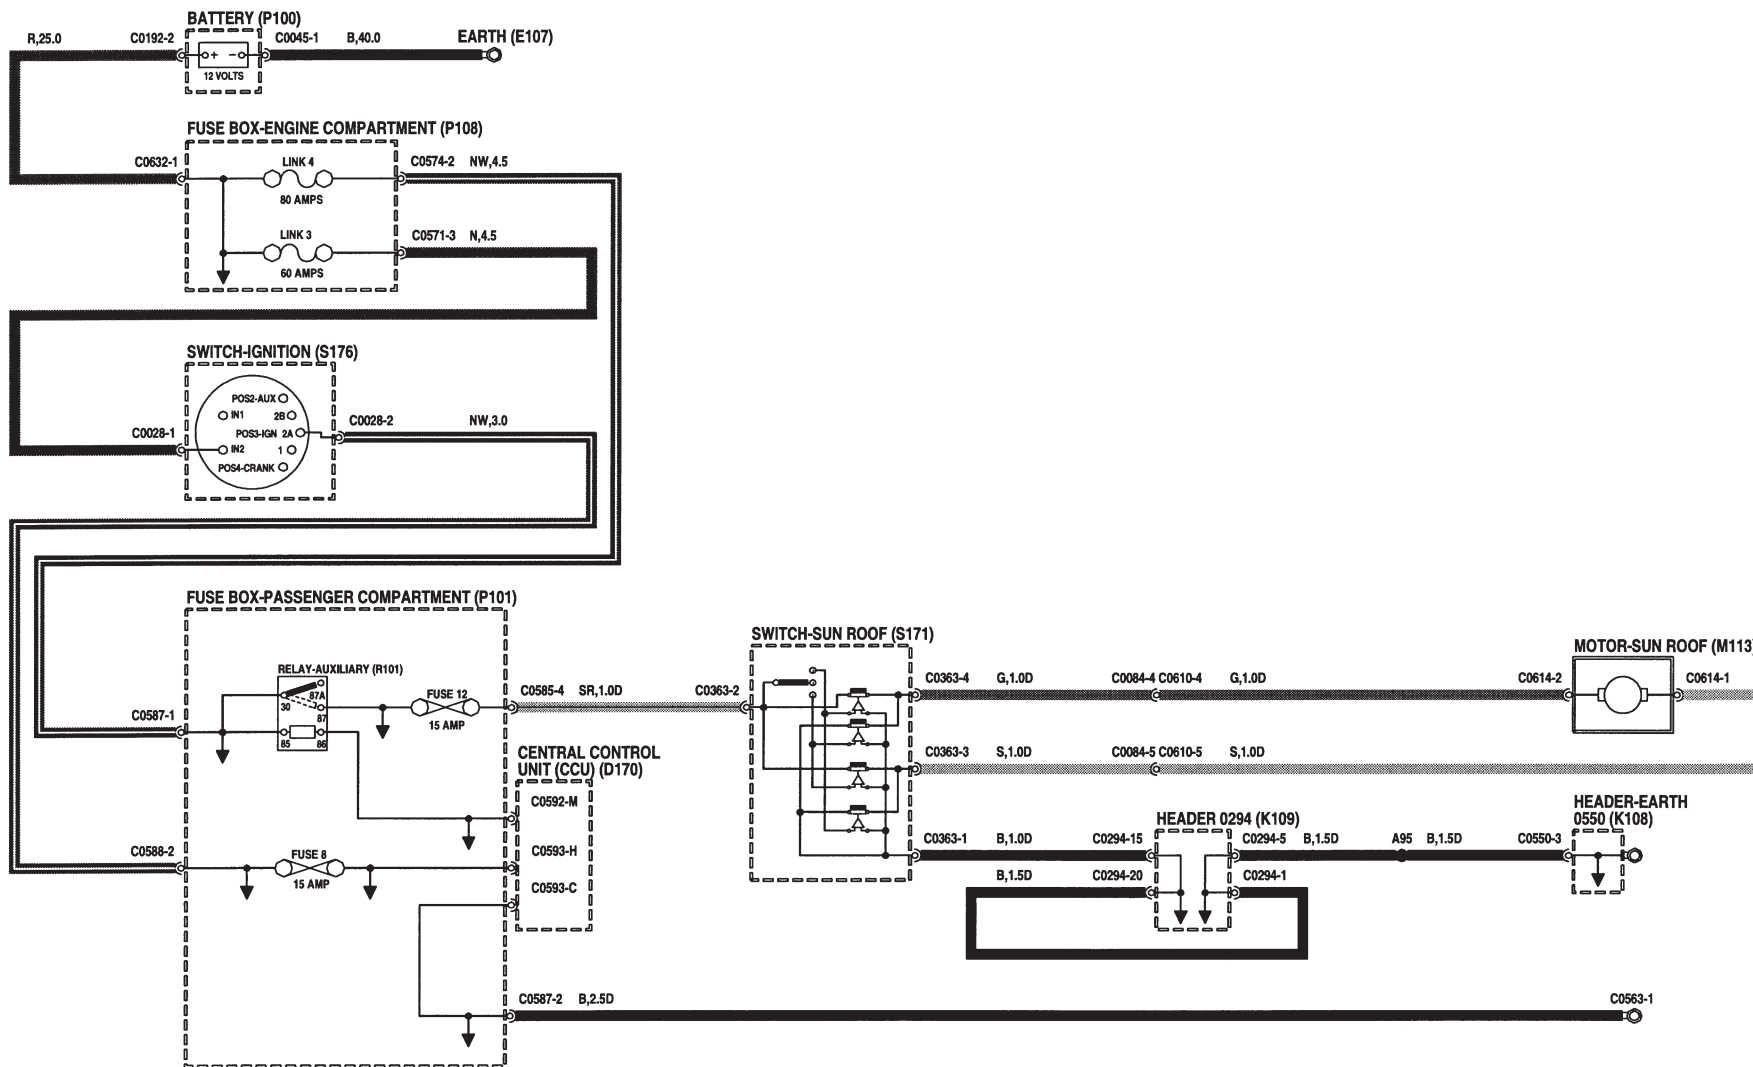 BATTERY (P100)
R,25.0
C0192-2
C0045-1
B,40.0
EARTH (E107)
+ −
12 VOLTS
FUSE BOX-ENGINE COMPARTMENT (P108)
C0632-1
LINK 4
C0574-2
NW,4.5
80 AMPS
LINK 3
C0571-3
N,4.5
60 AMPS
SWITCH-IGNITION (S176)
POS2-AUX
IN1
2B
C0028-1
POS3-IGN 2A
C0028-2
NW,3.0
IN2
1
POS4-CRANK
FUSE BOX-PASSENGER COMPARTMENT (P101)
RELAY-AUXILIARY (R101)
87A
30
87
85
86
C0587-1
FUSE 12
15 AMP
C0585-4
SR,1.0D
C0363-2
CENTRAL CONTROL
UNIT (CCU) (D170)
C0592-M
C0593-H
C0593-C
C0588-2
FUSE 8
15 AMP
C0587-2
B,2.5D
C0563-1
SWITCH-SUN ROOF (S171)
C0363-4
G,1.0D
C0084-4 C0610-4
G,1.0D
C0614-2
MOTOR-SUN ROOF (M113)
C0614-1
C0363-3
S,1.0D
C0084-5 C0610-5
S,1.0D
C0363-1
B,1.0D
C0294-15
HEADER 0294 (K109)
C0294-5
B,1.5D
A95
B,1.5D
C0550-3
HEADER-EARTH
0550 (K108)
B,1.5D
C0294-20
C0294-1